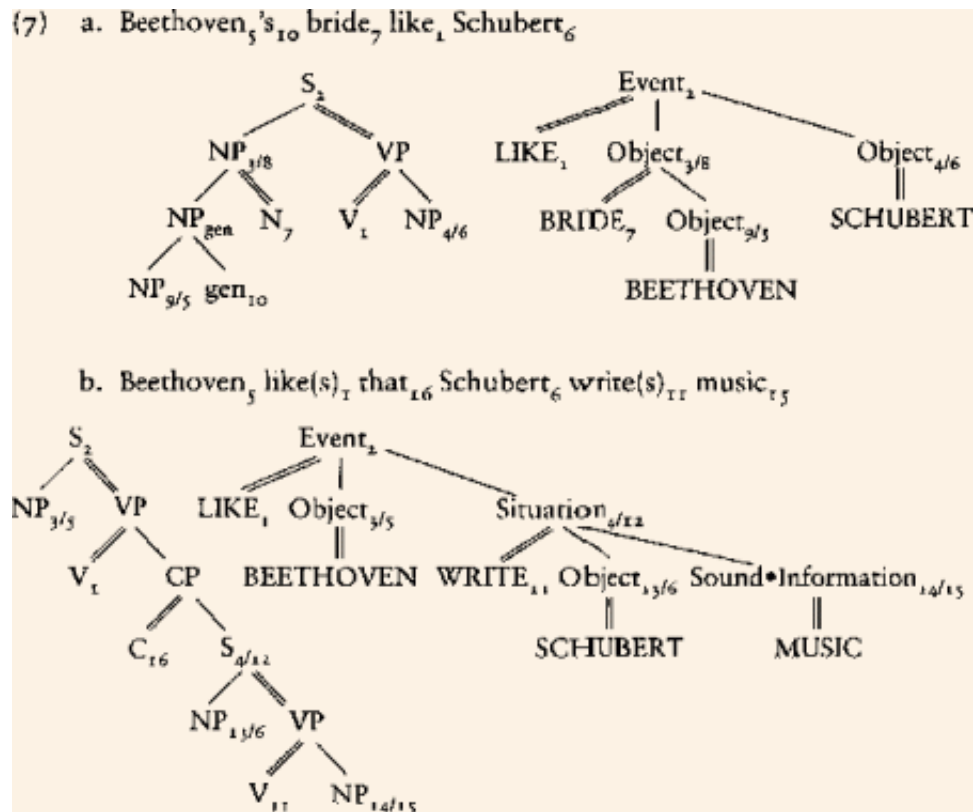 (7) a. Beethoven₅'s₁₀ bride₇ like₁ Schubert₆
S₂ Event₂
NP₃/₈ VP LIKE₁ Object₃/₈ Object₄/₆
NP_gen N₇ V₁ NP₄/₆ BRIDE₇ Object₉/₅ SCHUBERT
NP₉/₅ gen₁₀ BEETHOVEN
b. Beethoven₅ like(s)₁ that₁₆ Schubert₆ write(s)₁₁ music₁₅
S₂ Event₂
NP₃/₅ VP LIKE₁ Object₃/₅ Situation₄/₁₂
V₁ CP BEETHOVEN WRITE₁₁ Object₁₃/₆ Sound•Information₁₄/₁₅
C₁₆ S₄/₁₂ SCHUBERT MUSIC
NP₁₃/₆ VP
V₁₁ NP₁₄/₁₅